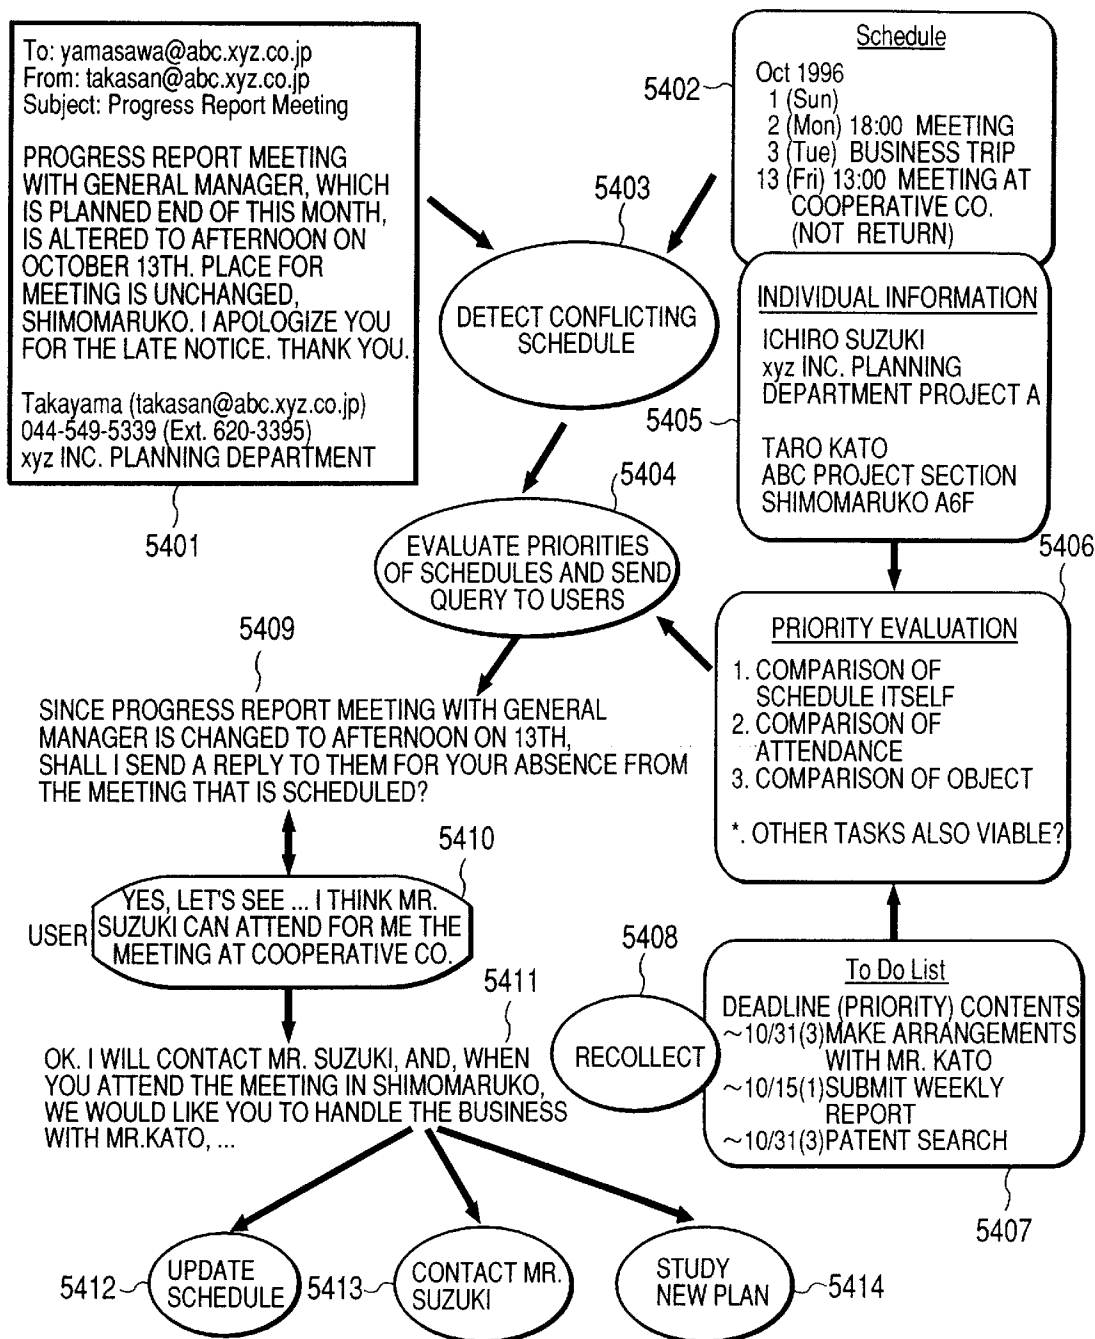 To: yamasawa@abc.xyz.co.jp
From: takasan@abc.xyz.co.jp
Subject: Progress Report Meeting
PROGRESS REPORT MEETING
WITH GENERAL MANAGER, WHICH
IS PLANNED END OF THIS MONTH,
IS ALTERED TO AFTERNOON ON
OCTOBER 13TH. PLACE FOR
MEETING IS UNCHANGED,
SHIMOMARUKO. I APOLOGIZE YOU
FOR THE LATE NOTICE. THANK YOU.
Takayama (takasan@abc.xyz.co.jp)
044-549-5339 (Ext. 620-3395)
xyz INC. PLANNING DEPARTMENT
5401
Schedule
Oct 1996
1 (Sun)
2 (Mon) 18:00 MEETING
3 (Tue) BUSINESS TRIP
13 (Fri) 13:00 MEETING AT
COOPERATIVE CO.
(NOT RETURN)
5402
5403
DETECT CONFLICTING
SCHEDULE
INDIVIDUAL INFORMATION
ICHIRO SUZUKI
xyz INC. PLANNING
DEPARTMENT PROJECT A
TARO KATO
ABC PROJECT SECTION
SHIMOMARUKO A6F
5405
5404
EVALUATE PRIORITIES
OF SCHEDULES AND SEND
QUERY TO USERS
5406
PRIORITY EVALUATION
1. COMPARISON OF
SCHEDULE ITSELF
2. COMPARISON OF
ATTENDANCE
3. COMPARISON OF OBJECT
*. OTHER TASKS ALSO VIABLE?
5409
SINCE PROGRESS REPORT MEETING WITH GENERAL
MANAGER IS CHANGED TO AFTERNOON ON 13TH,
SHALL I SEND A REPLY TO THEM FOR YOUR ABSENCE FROM
THE MEETING THAT IS SCHEDULED?
5410
USER
YES, LET'S SEE ... I THINK MR.
SUZUKI CAN ATTEND FOR ME THE
MEETING AT COOPERATIVE CO.
5408
RECOLLECT
To Do List
DEADLINE (PRIORITY) CONTENTS
~10/31(3)MAKE ARRANGEMENTS
WITH MR. KATO
~10/15(1)SUBMIT WEEKLY
REPORT
~10/31(3)PATENT SEARCH
5407
5411
OK. I WILL CONTACT MR. SUZUKI, AND, WHEN
YOU ATTEND THE MEETING IN SHIMOMARUKO,
WE WOULD LIKE YOU TO HANDLE THE BUSINESS
WITH MR.KATO, ...
5412
UPDATE
SCHEDULE
5413
CONTACT MR.
SUZUKI
STUDY
NEW PLAN
5414